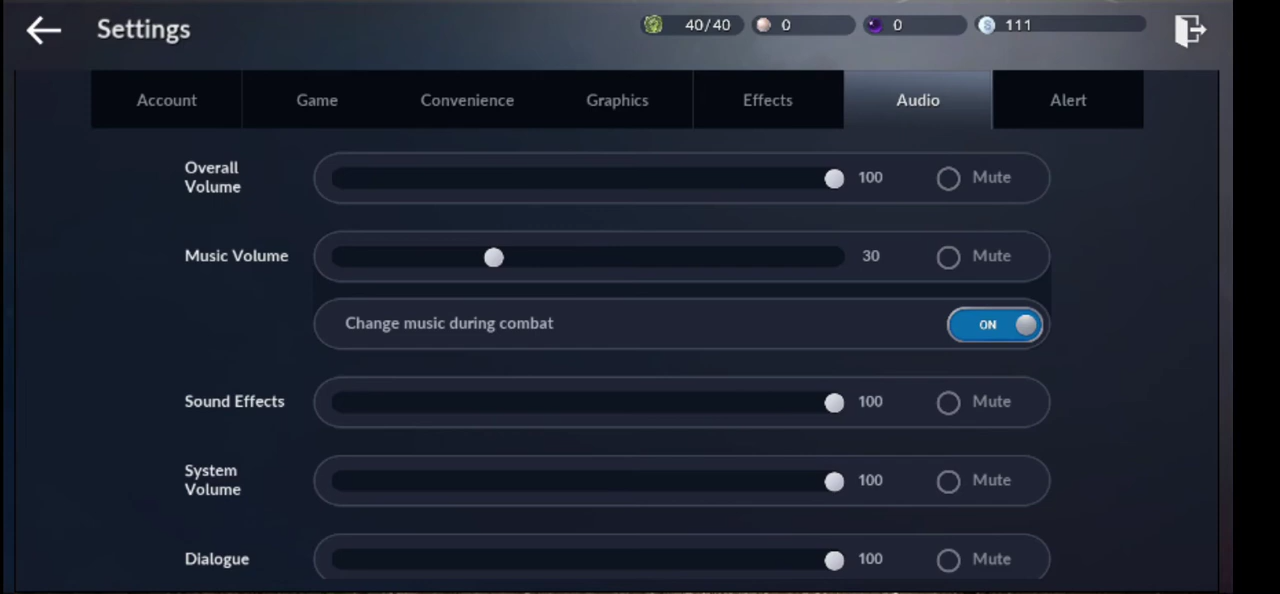 Settings
40/40
0
0
111
Account
Game
Convenience
Graphics
Effects
Audio
Alert
Overall
Volume
100
Mute
Music Volume
30
Mute
Change music during combat
ON
Sound Effects
100
Mute
System
Volume
100
Mute
Dialogue
100
Mute